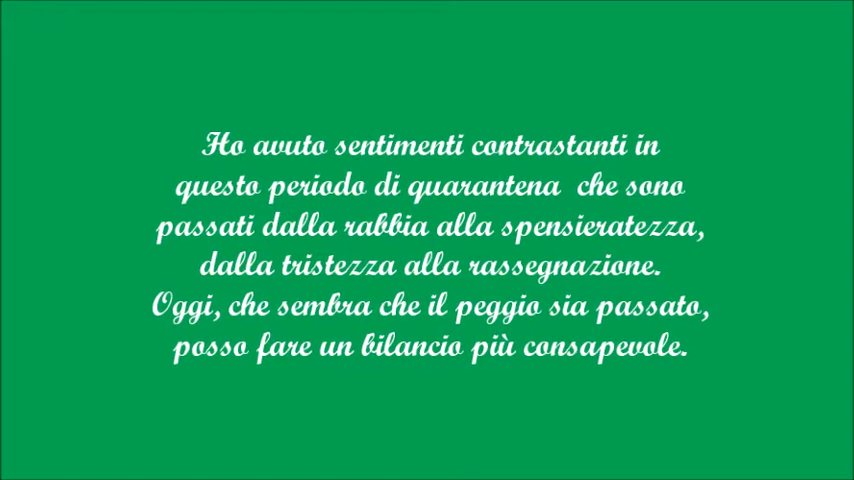 Ho avuto sentimenti contrastanti in
questo periodo di quarantena  che sono
passati dalla rabbia alla spensieratezza,
dalla tristezza alla rassegnazione.
Oggi, che sembra che il peggio sia passato,
posso fare un bilancio più consapevole.